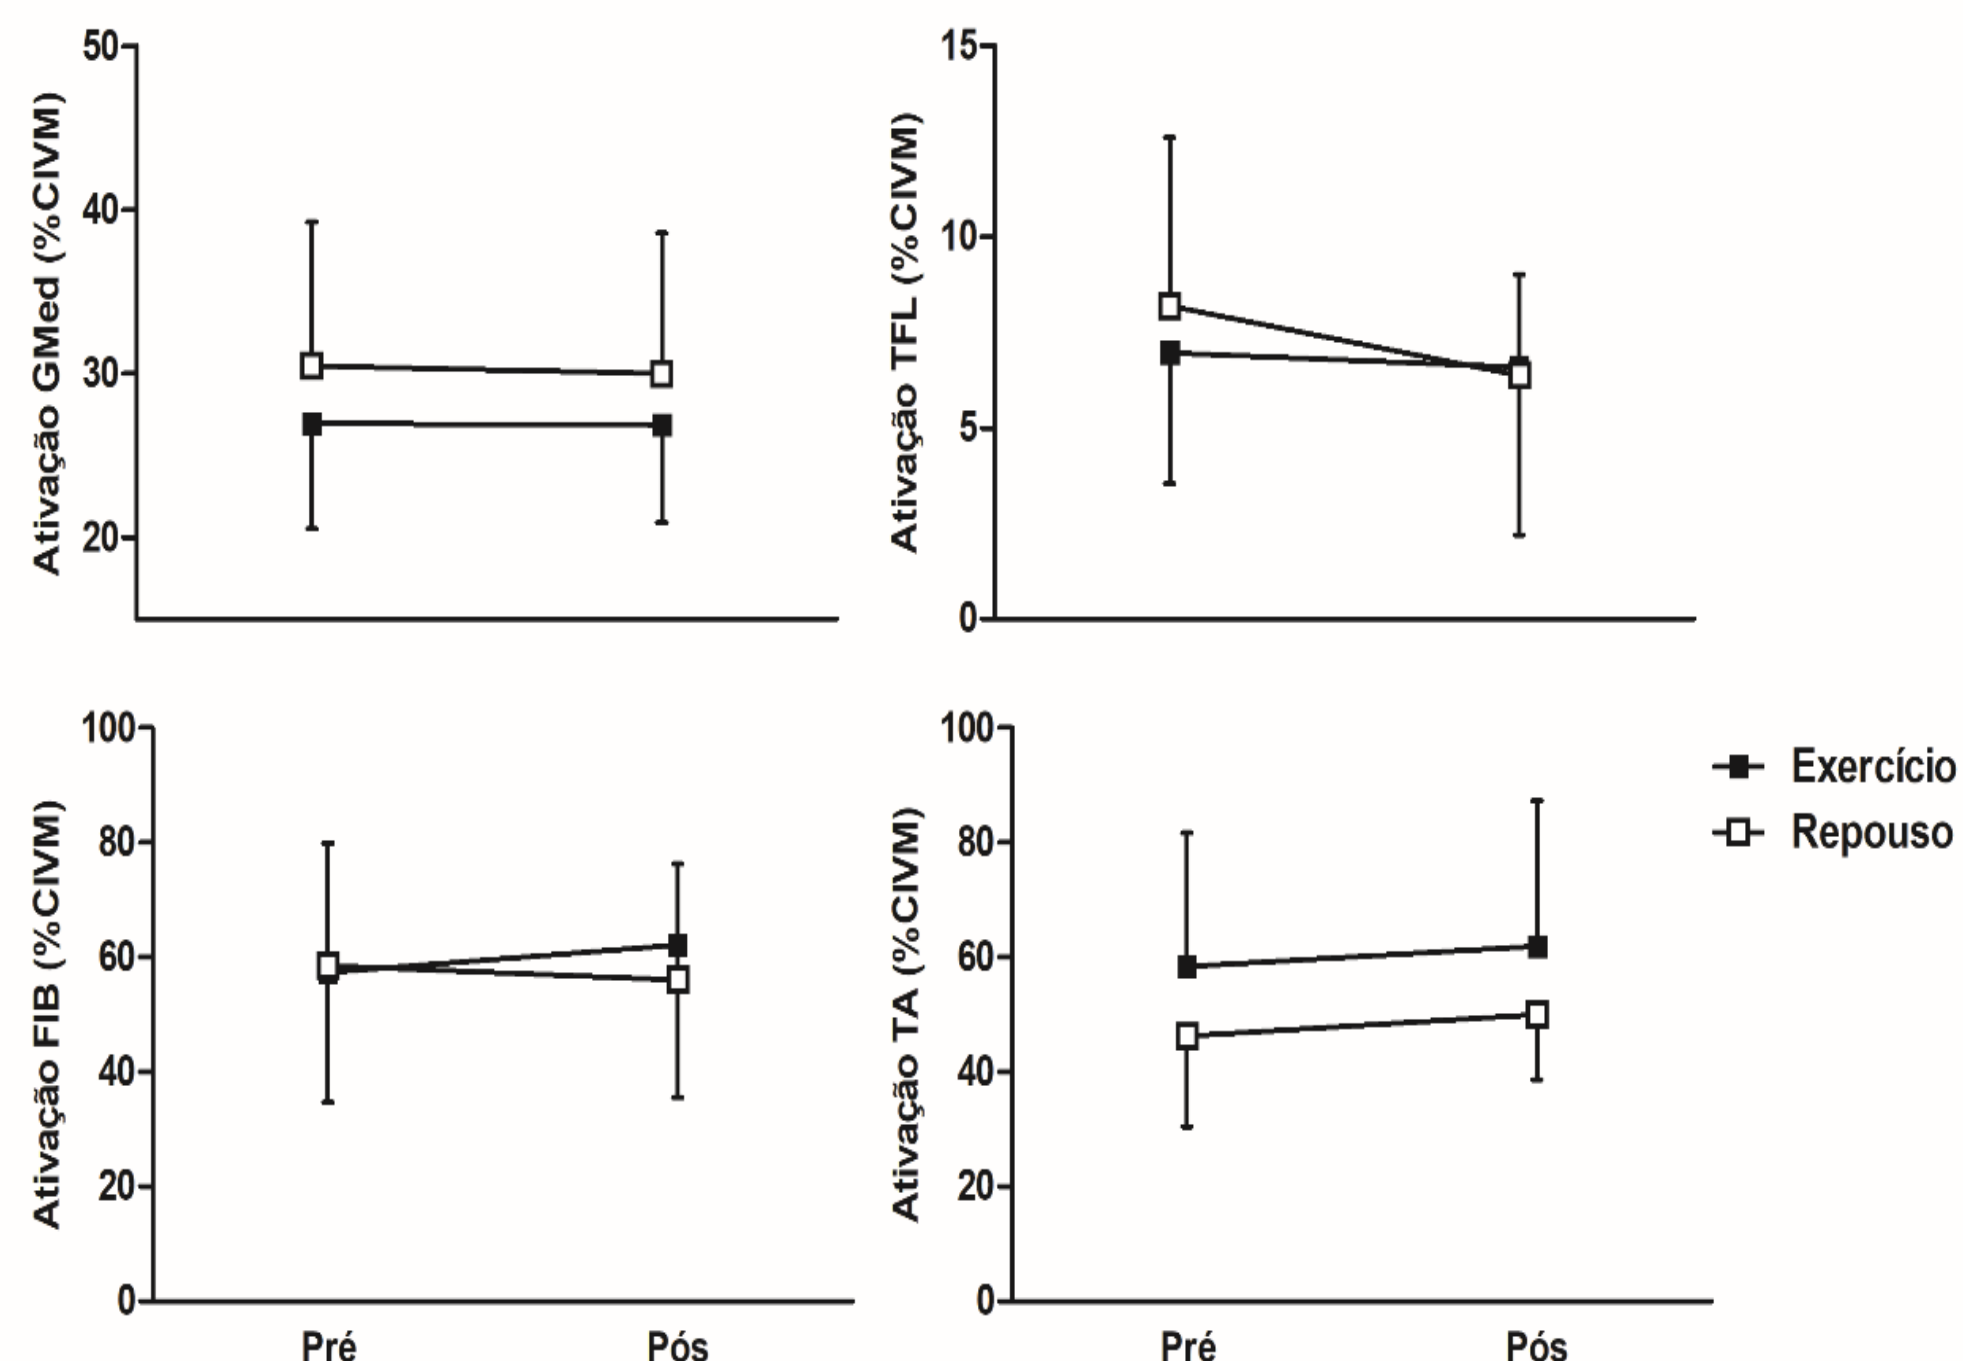 Ativação GMed (%CIVM)
50
40
30
20
Ativação TFL (%CIVM)
15
10
5
0
Ativação FIB (%CIVM)
100
80
60
40
20
0
Pré Pós
Ativação TA (%CIVM)
100
80
60
40
20
0
Pré Pós
Exercício
Repouso